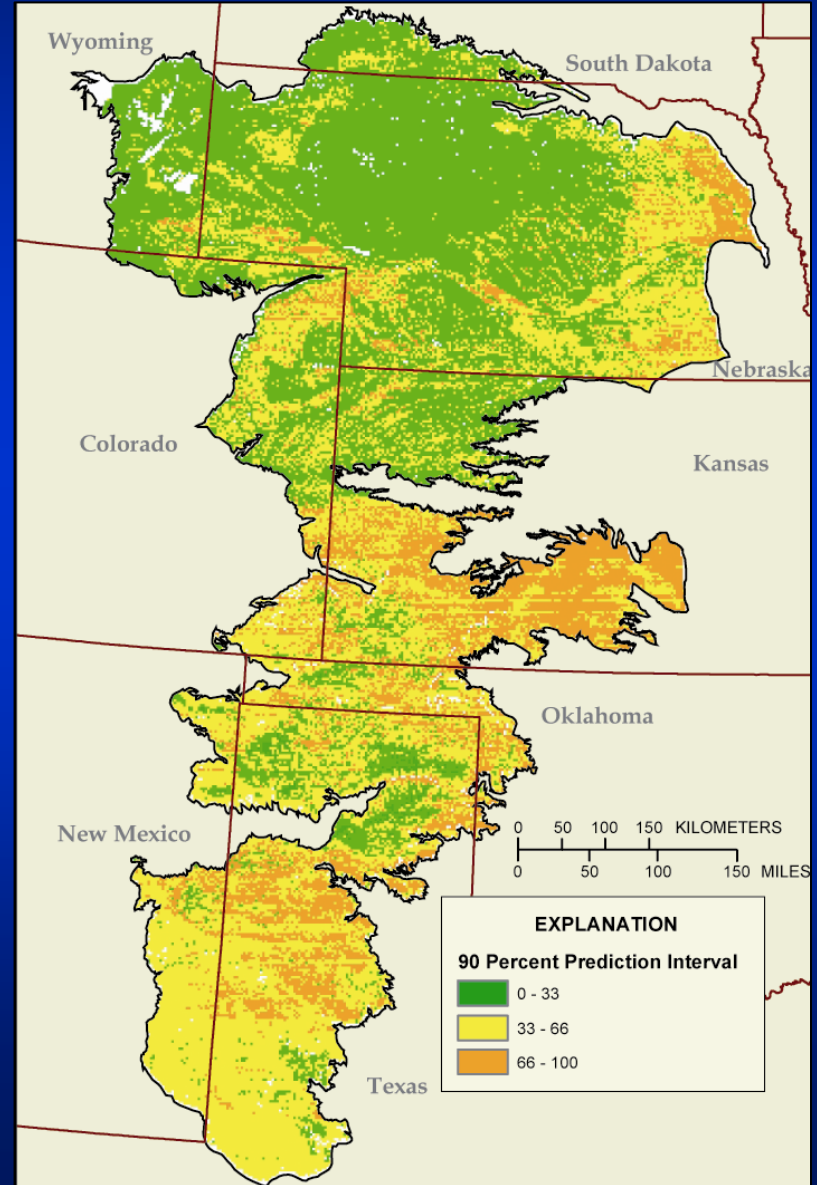 Wyoming
South Dakota
Nebraska
Colorado
Kansas
Oklahoma
New Mexico
0 50 100 150 KILOMETERS
0 50 100 150 MILES
EXPLANATION
90 Percent Prediction Interval
0 - 33
33 - 66
66 - 100
Texas